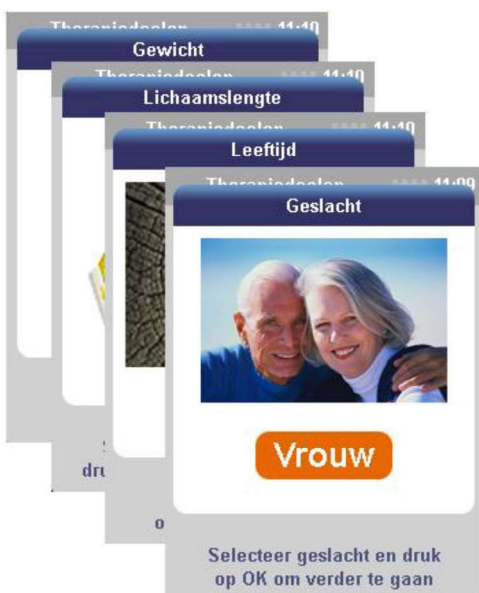 11:10
Gewicht
11:10
Lichaamslengte
11:10
Leeftijd
11:09
Geslacht
Vrouw
Selecteer geslacht en druk
op OK om verder te gaan